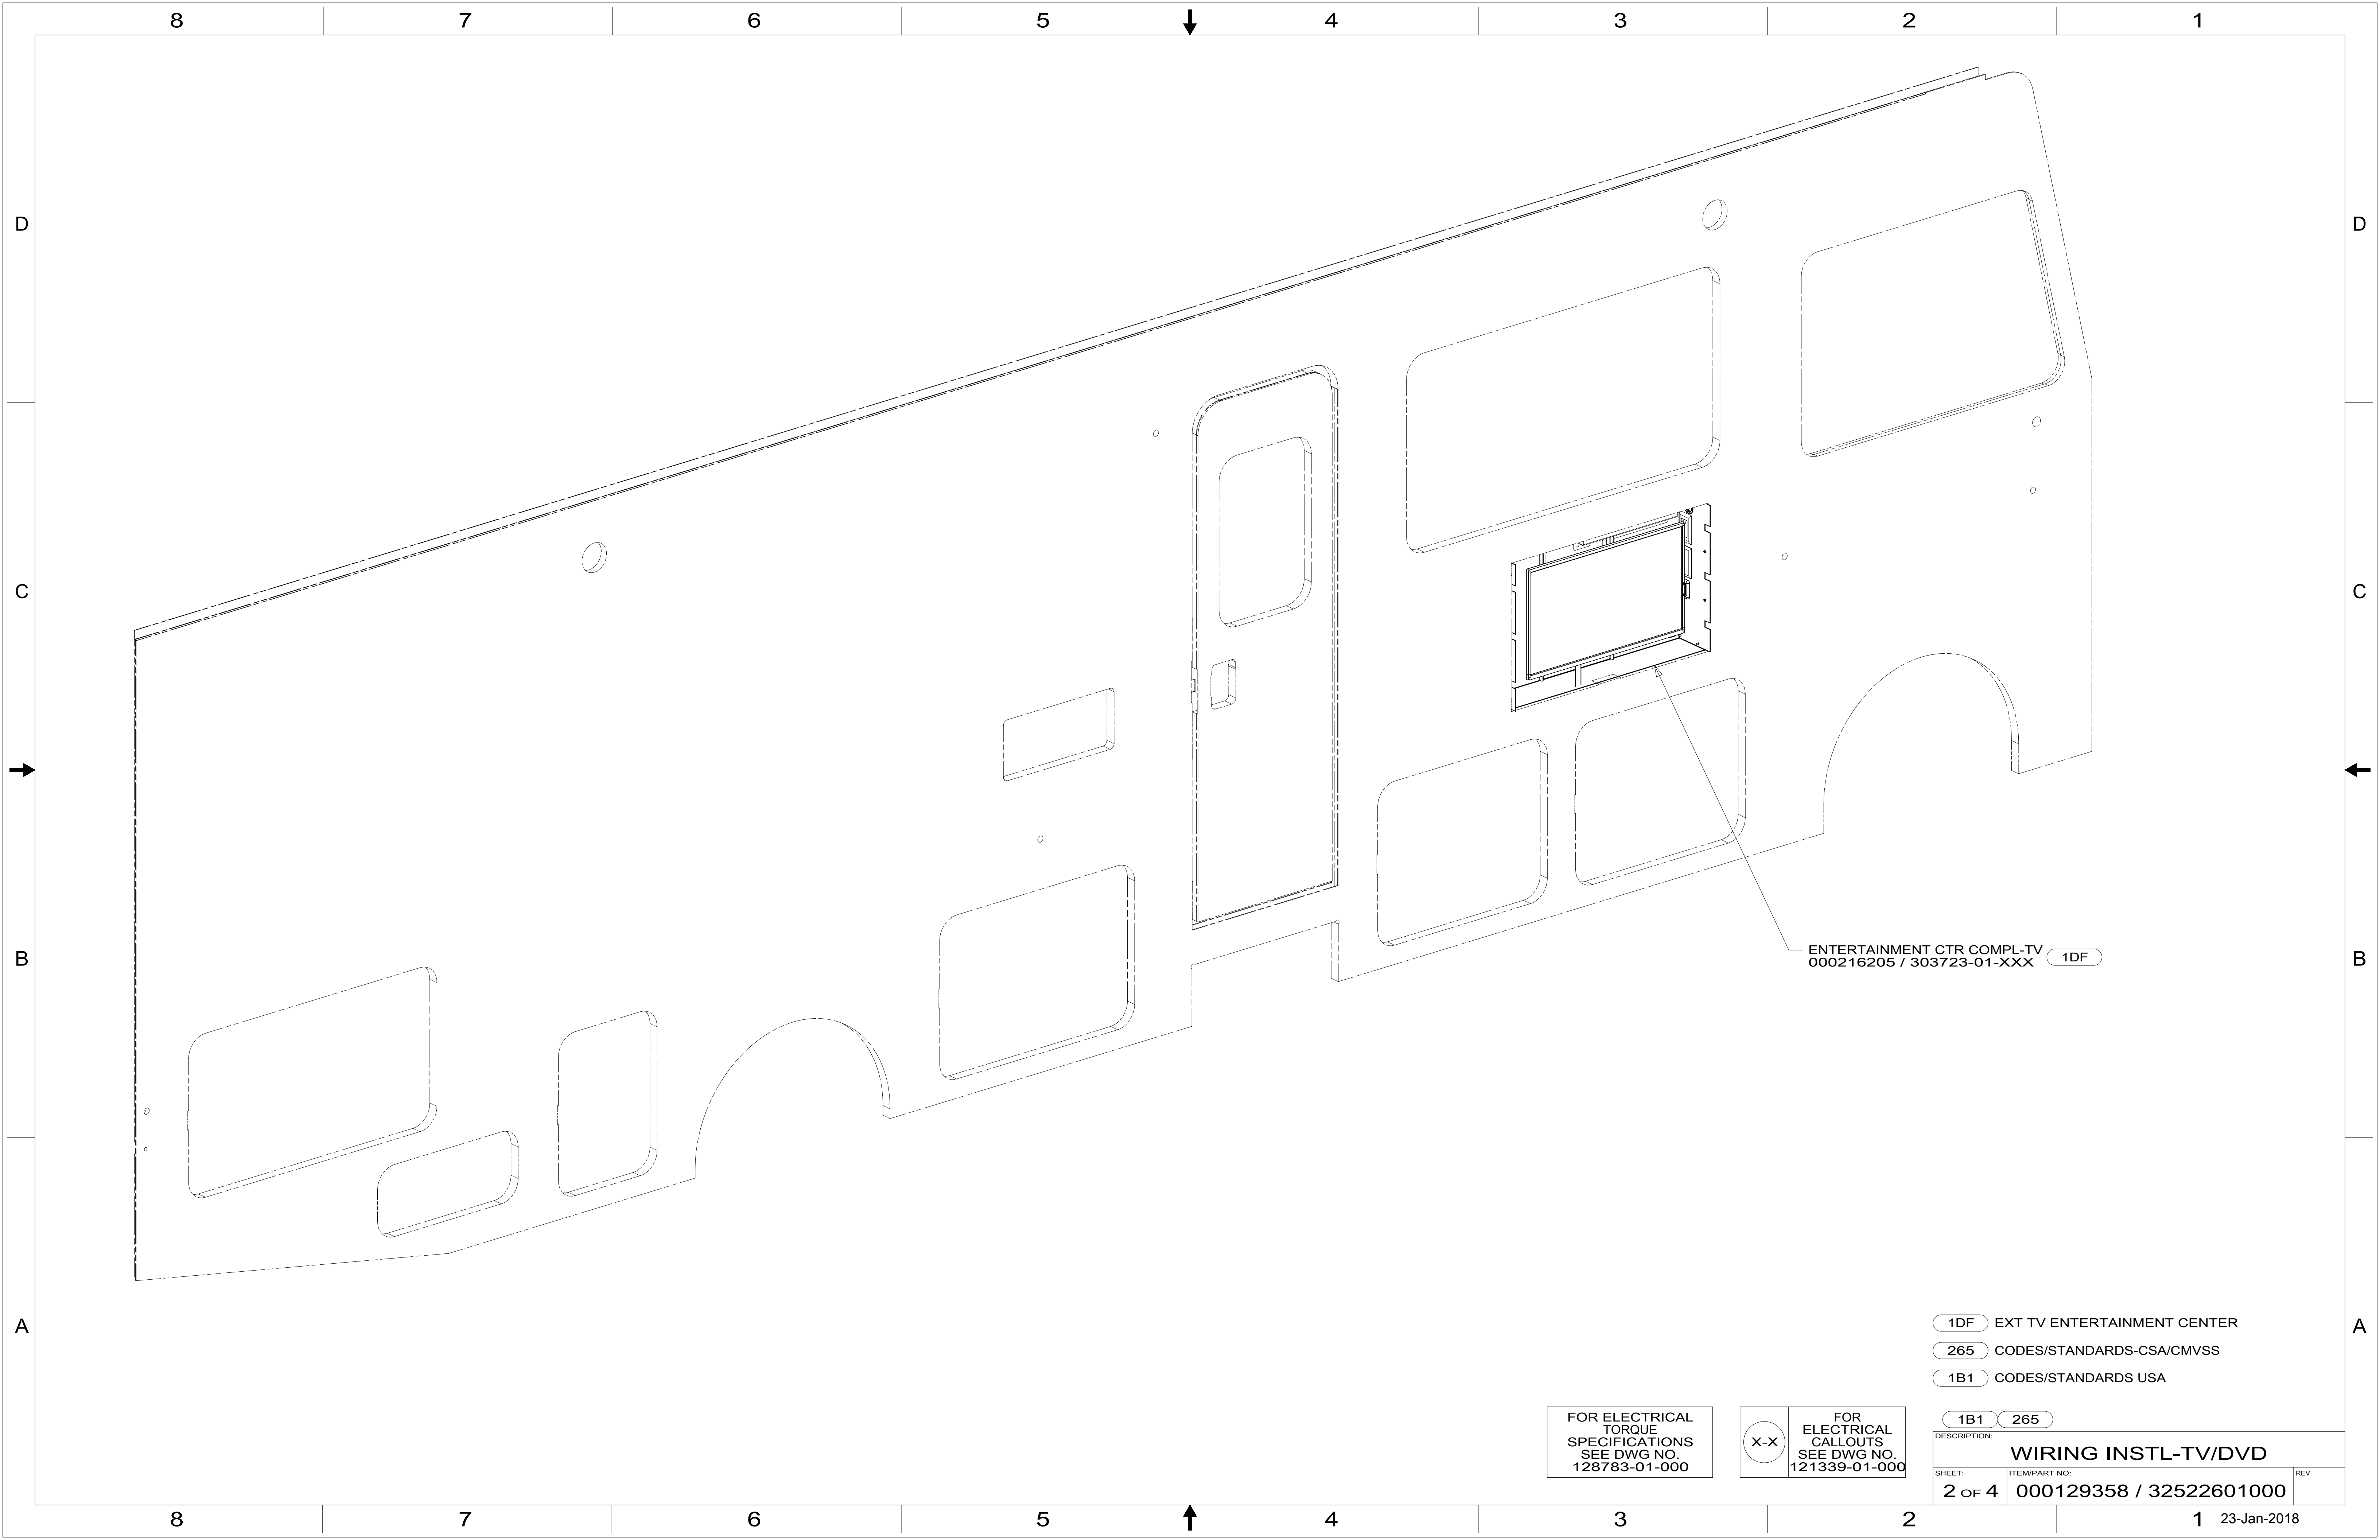 8 7 6 5 4 3 2 1
D D
C C
B B
A A
ENTERTAINMENT CTR COMPL-TV
000216205 / 303723-01-XXX
1DF
1DF EXT TV ENTERTAINMENT CENTER
265 CODES/STANDARDS-CSA/CMVSS
1B1 CODES/STANDARDS USA
FOR ELECTRICAL
TORQUE
SPECIFICATIONS
SEE DWG NO.
128783-01-000
X-X
FOR
ELECTRICAL
CALLOUTS
SEE DWG NO.
121339-01-000
1B1 265
DESCRIPTION:
WIRING INSTL-TV/DVD
SHEET:
2 OF 4
ITEM/PART NO:
000129358 / 32522601000
REV
8 7 6 5 4 3 2 1
23-Jan-2018